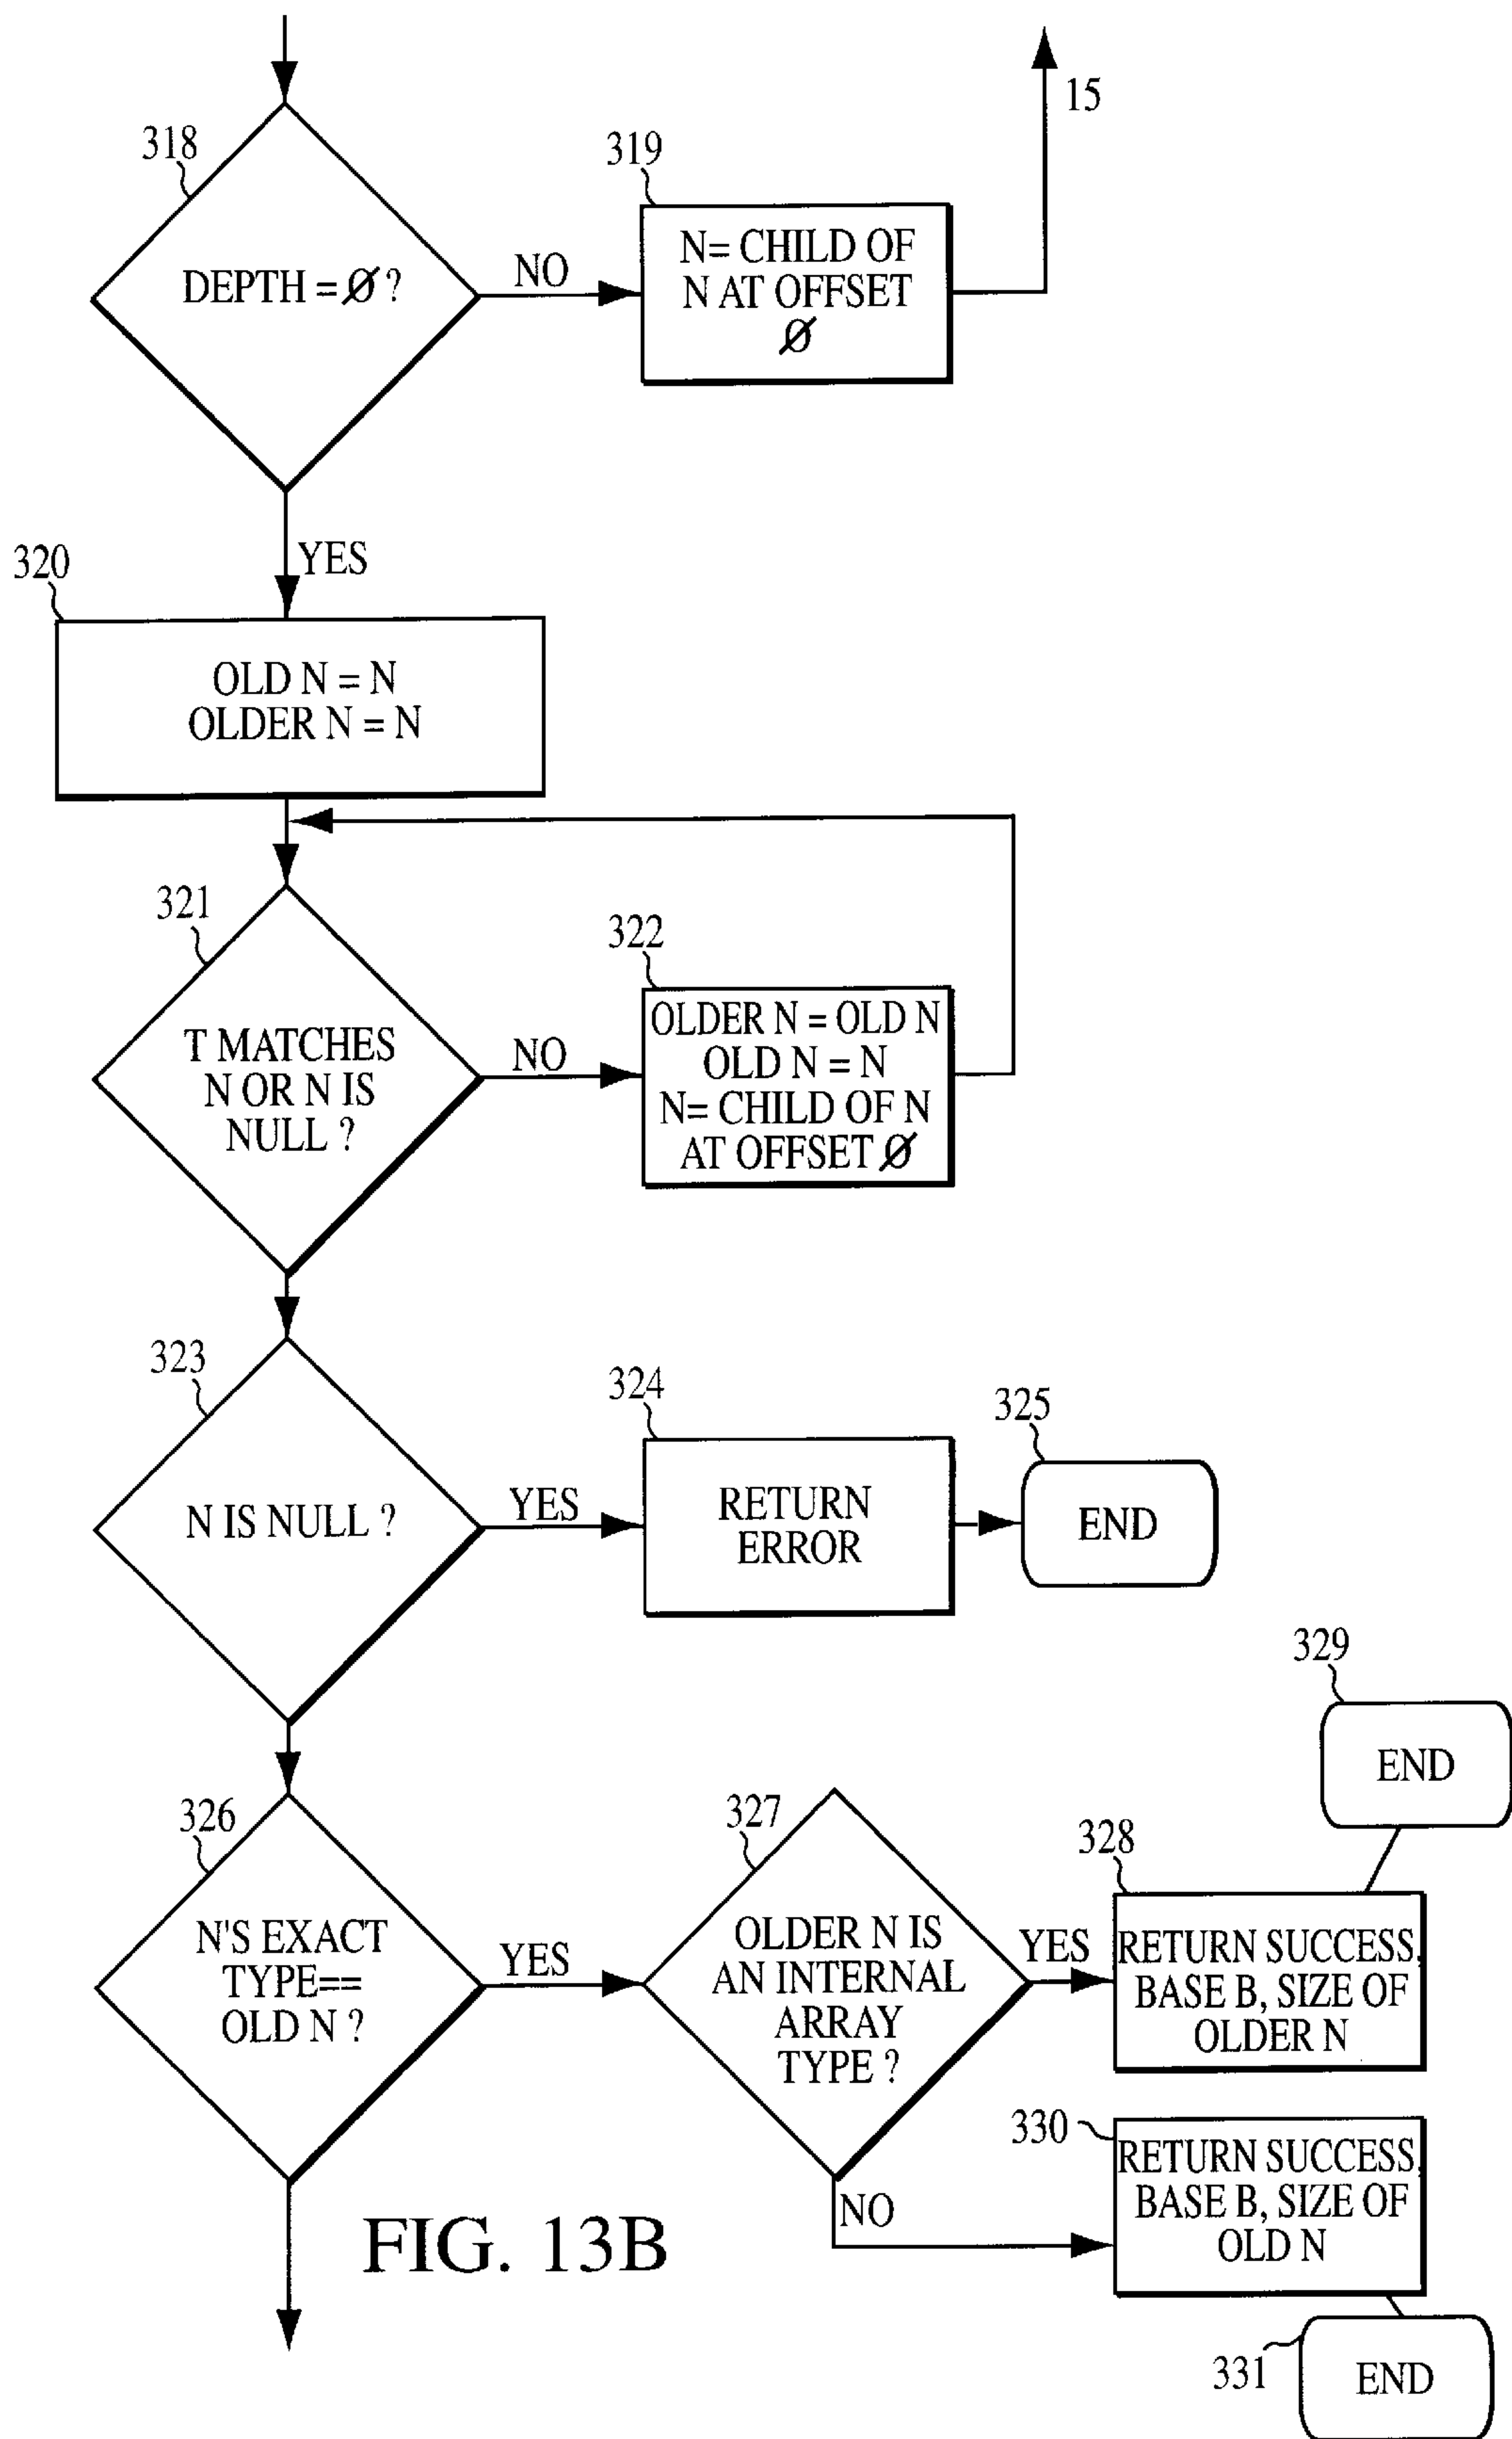 15
318
319
DEPTH = Ø ?
NO
N= CHILD OF
N AT OFFSET
Ø
YES
320
OLD N = N
OLDER N = N
321
322
T MATCHES
N OR N IS
NULL ?
NO
OLDER N = OLD N
OLD N = N
N= CHILD OF N
AT OFFSET Ø
323
324
325
N IS NULL ?
YES
RETURN
ERROR
END
329
END
326
327
328
N'S EXACT
TYPE==
OLD N ?
YES
OLDER N IS
AN INTERNAL
ARRAY
TYPE ?
YES
RETURN SUCCESS,
BASE B, SIZE OF
OLDER N
330
NO
RETURN SUCCESS,
BASE B, SIZE OF
OLD N
FIG. 13B
331
END